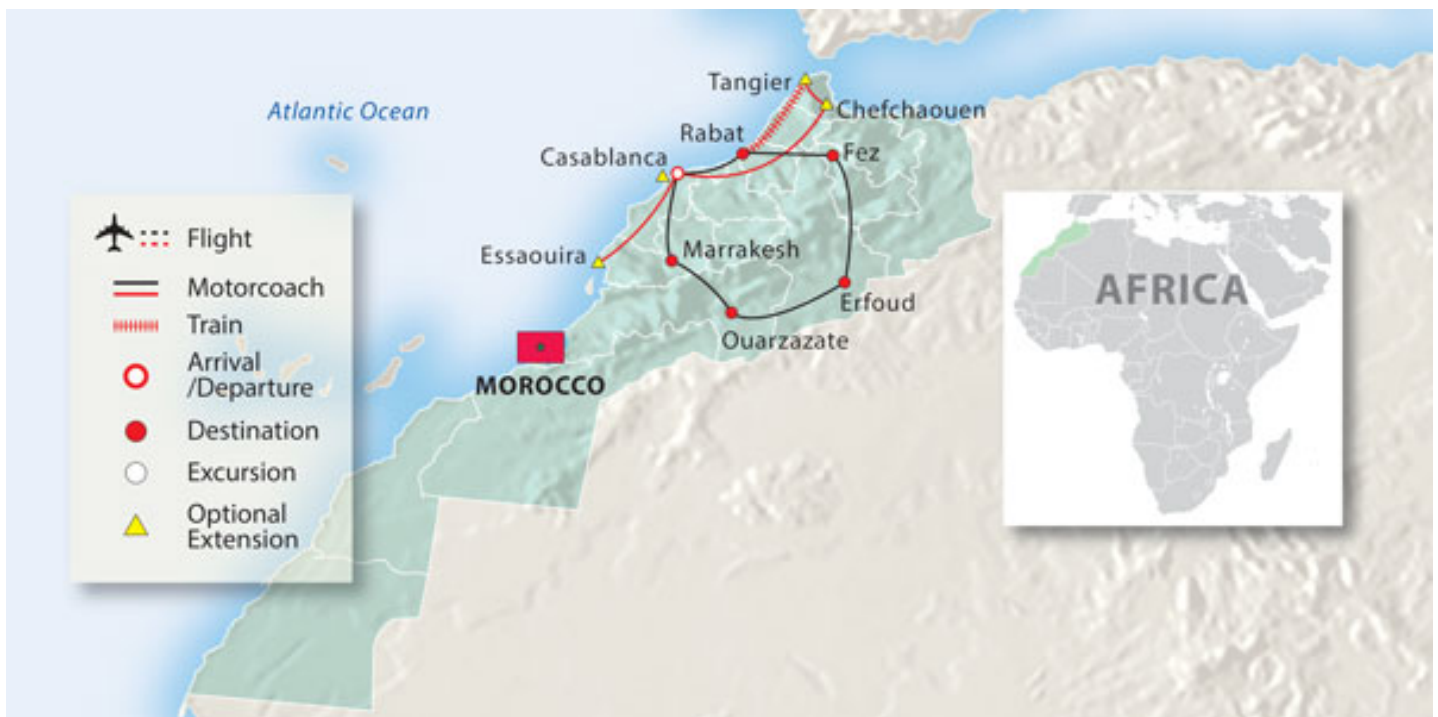 Atlantic Ocean
Tangier
Chefchaouen
Rabat
Fez
Casablanca
Essaouira
Marrakesh
Erfoud
Ouarzazate
MOROCCO
Flight
Motorcoach
Train
Arrival
/Departure
Destination
Excursion
Optional
Extension
AFRICA